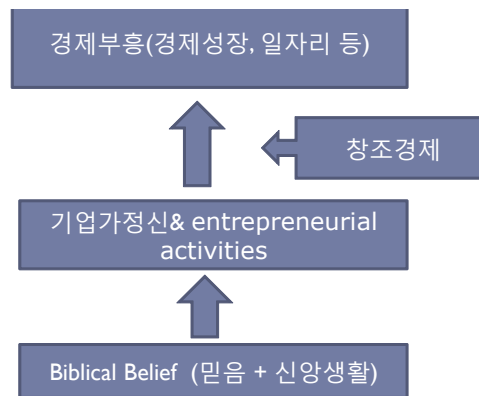 경제부흥(경제성장, 일자리 등)
창조경제
기업가정신& entrepreneurial
activities
Biblical Belief (믿음 + 신앙생활)